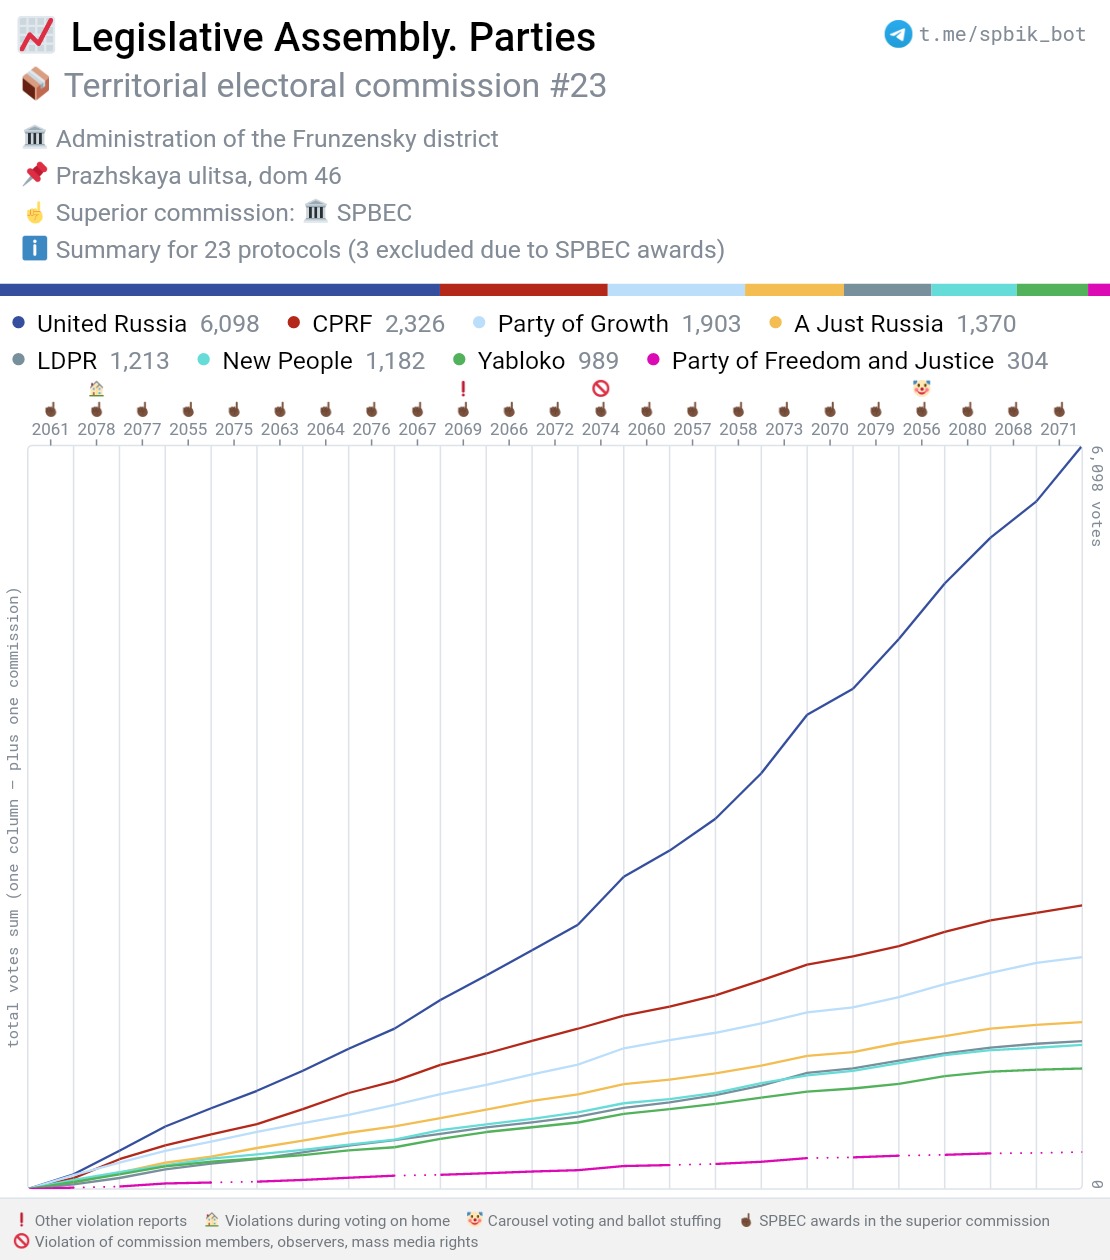 Legislative Assembly. Parties
t.me/spbik_bot
Territorial electoral commission #23
Administration of the Frunzensky district
Prazhskaya ulitsa, dom 46
Superior commission: SPBEC
Summary for 23 protocols (3 excluded due to SPBEC awards)
United Russia 6,098 CPRF 2,326 Party of Growth 1,903 A Just Russia 1,370
LDPR 1,213 New People 1,182 Yabloko 989 Party of Freedom and Justice 304
2061 2078 2077 2055 2075 2063 2064 2076 2067 2069 2066 2072 2074 2060 2057 2058 2073 2070 2079 2056 2080 2068 2071
6,098 votes
total votes sum (one column – plus one commission)
0
Other violation reports Violations during voting on home Carousel voting and ballot stuffing SPBEC awards in the superior commission
Violation of commission members, observers, mass media rights